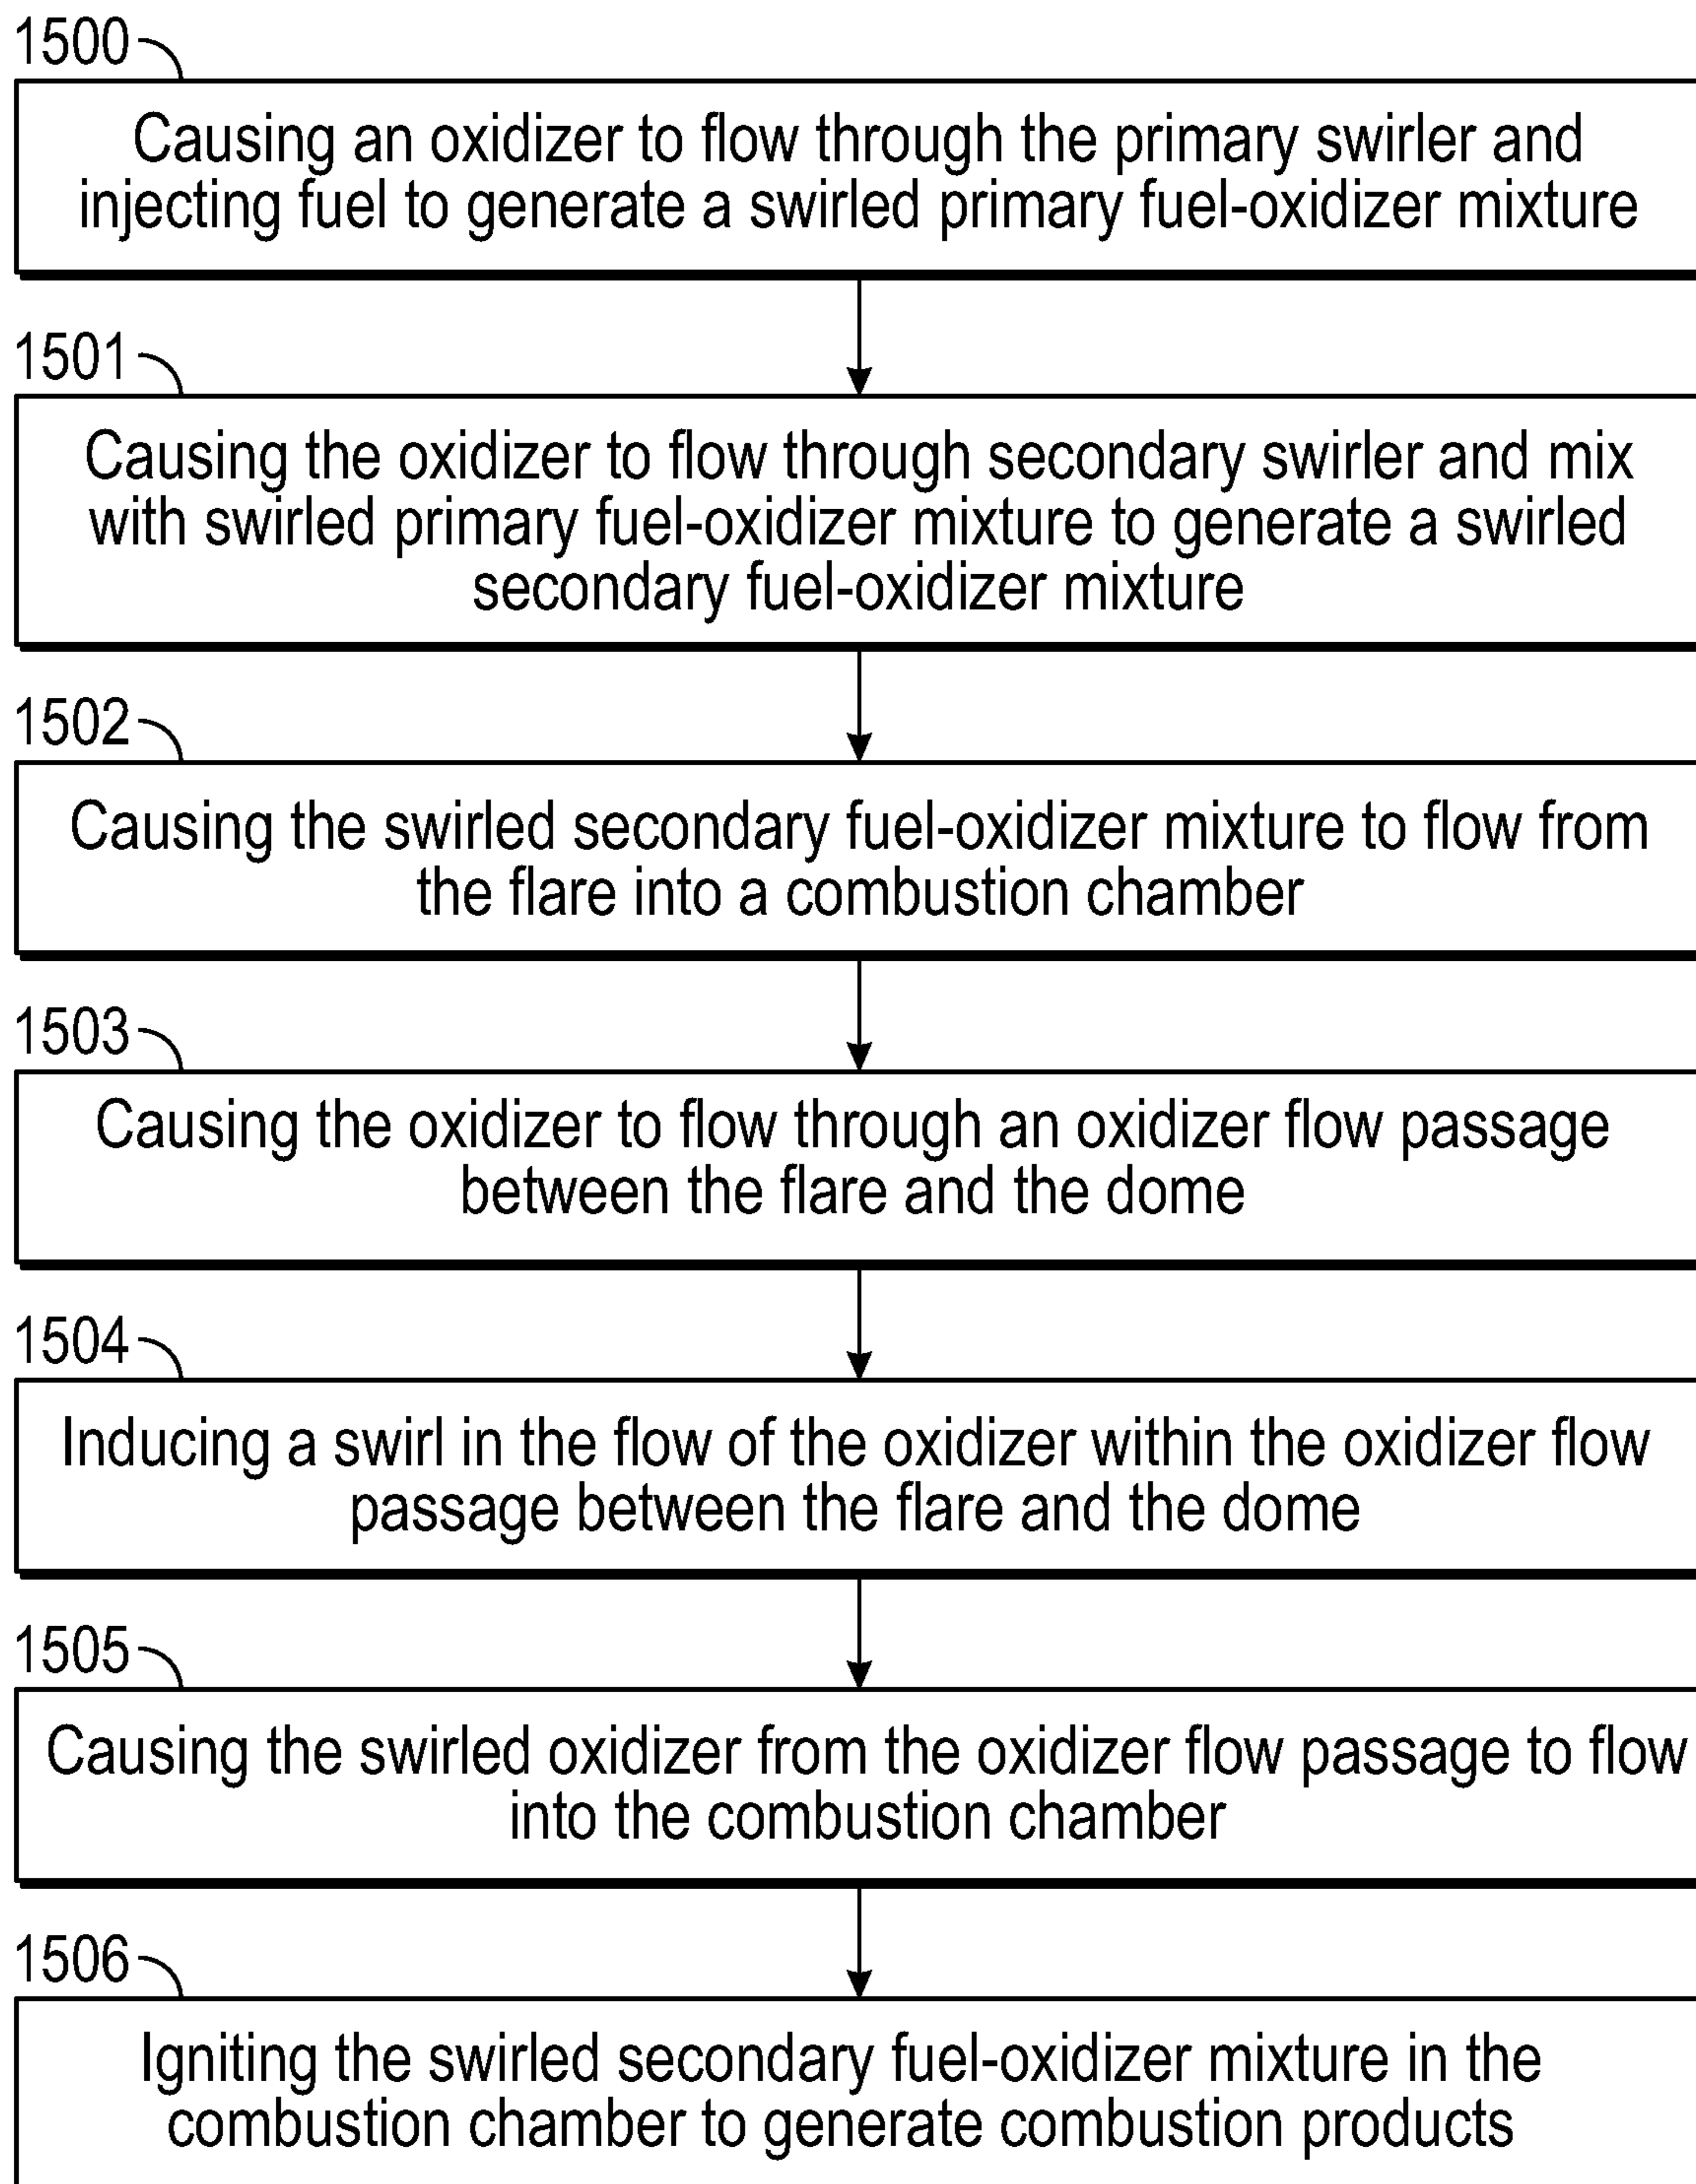 1500
Causing an oxidizer to flow through the primary swirler and
injecting fuel to generate a swirled primary fuel-oxidizer mixture
1501
Causing the oxidizer to flow through secondary swirler and mix
with swirled primary fuel-oxidizer mixture to generate a swirled
secondary fuel-oxidizer mixture
1502
Causing the swirled secondary fuel-oxidizer mixture to flow from
the flare into a combustion chamber
1503
Causing the oxidizer to flow through an oxidizer flow passage
between the flare and the dome
1504
Inducing a swirl in the flow of the oxidizer within the oxidizer flow
passage between the flare and the dome
1505
Causing the swirled oxidizer from the oxidizer flow passage to flow
into the combustion chamber
1506
Igniting the swirled secondary fuel-oxidizer mixture in the
combustion chamber to generate combustion products